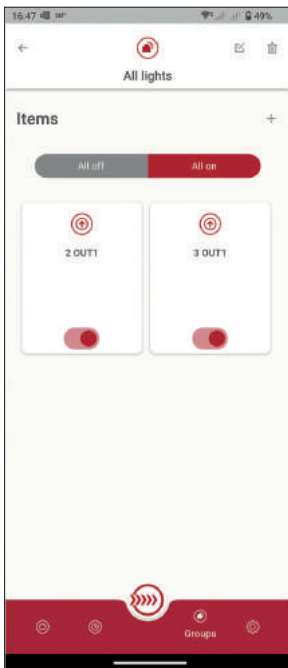 16:47
49%
All lights
Items
+
All off All on
2 OUT1 3 OUT1
Groups